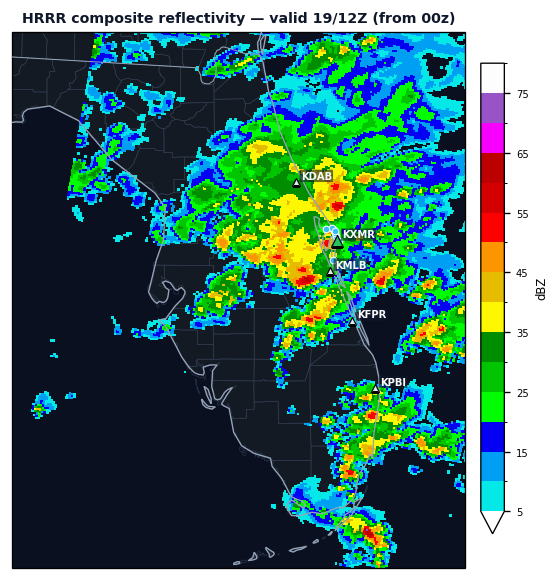 HRRR composite reflectivity — valid 19/12Z (from 00z)
KDAB
KXMR
KMLB
KFPR
KPBI
75
65
55
45
35
25
15
5
dBZ